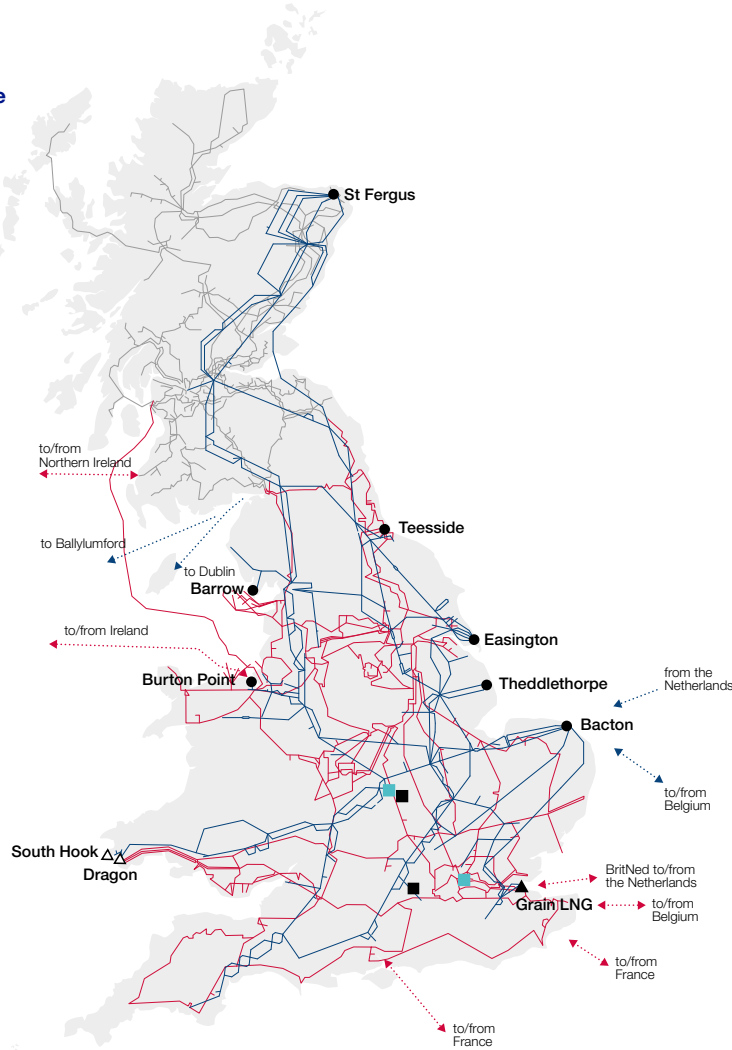 e
St Fergus
to/from
Northern Ireland
Teesside
to Ballylumford
to Dublin
Barrow
to/from Ireland
Easington
Burton Point
Theddlethorpe
from the
Netherlands
Bacton
to/from
Belgium
South Hook
Dragon
BritNed to/from
the Netherlands
Grain LNG
to/from
Belgium
to/from
France
to/from
France